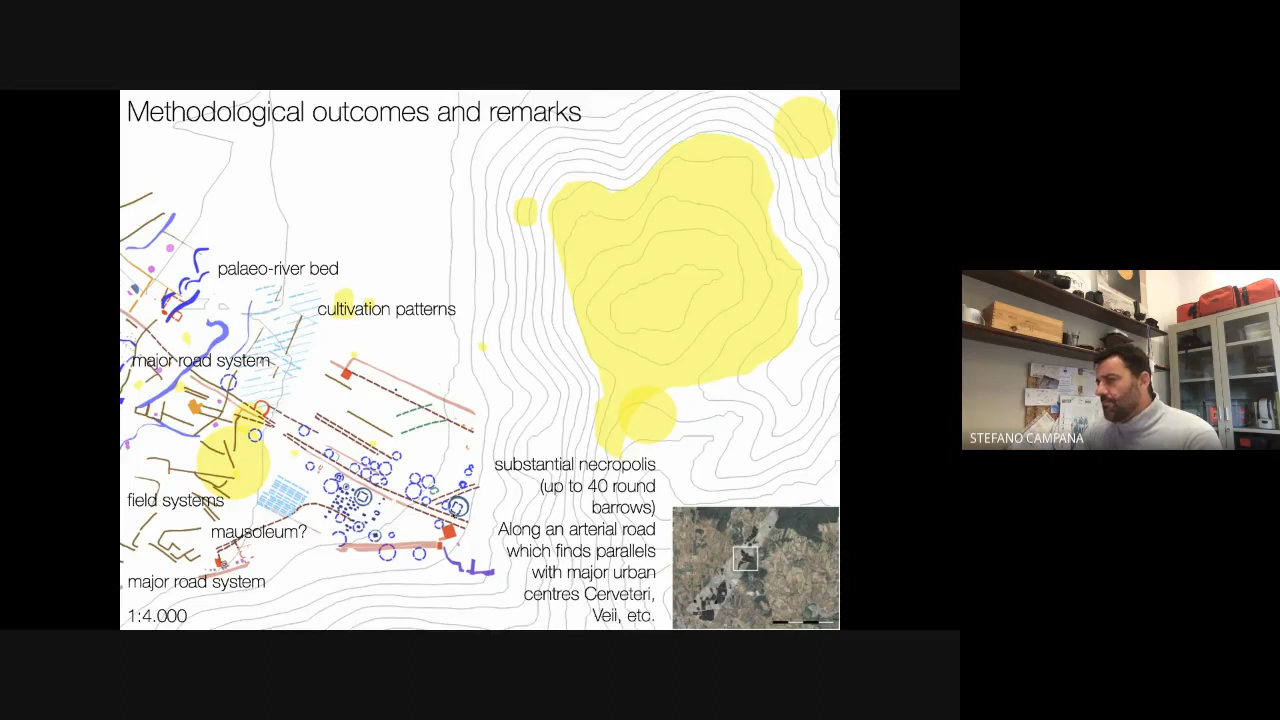 Methodological outcomes and remarks
palaeo-river bed
cultivation patterns
major road system
field systems
mausoleum?
major road system
1:4.000
substantial necropolis
(up to 40 round
barrows)
Along an arterial road
which finds parallels
with major urban
centres Cerveteri,
Veii, etc.
STEFANO CAMPANA